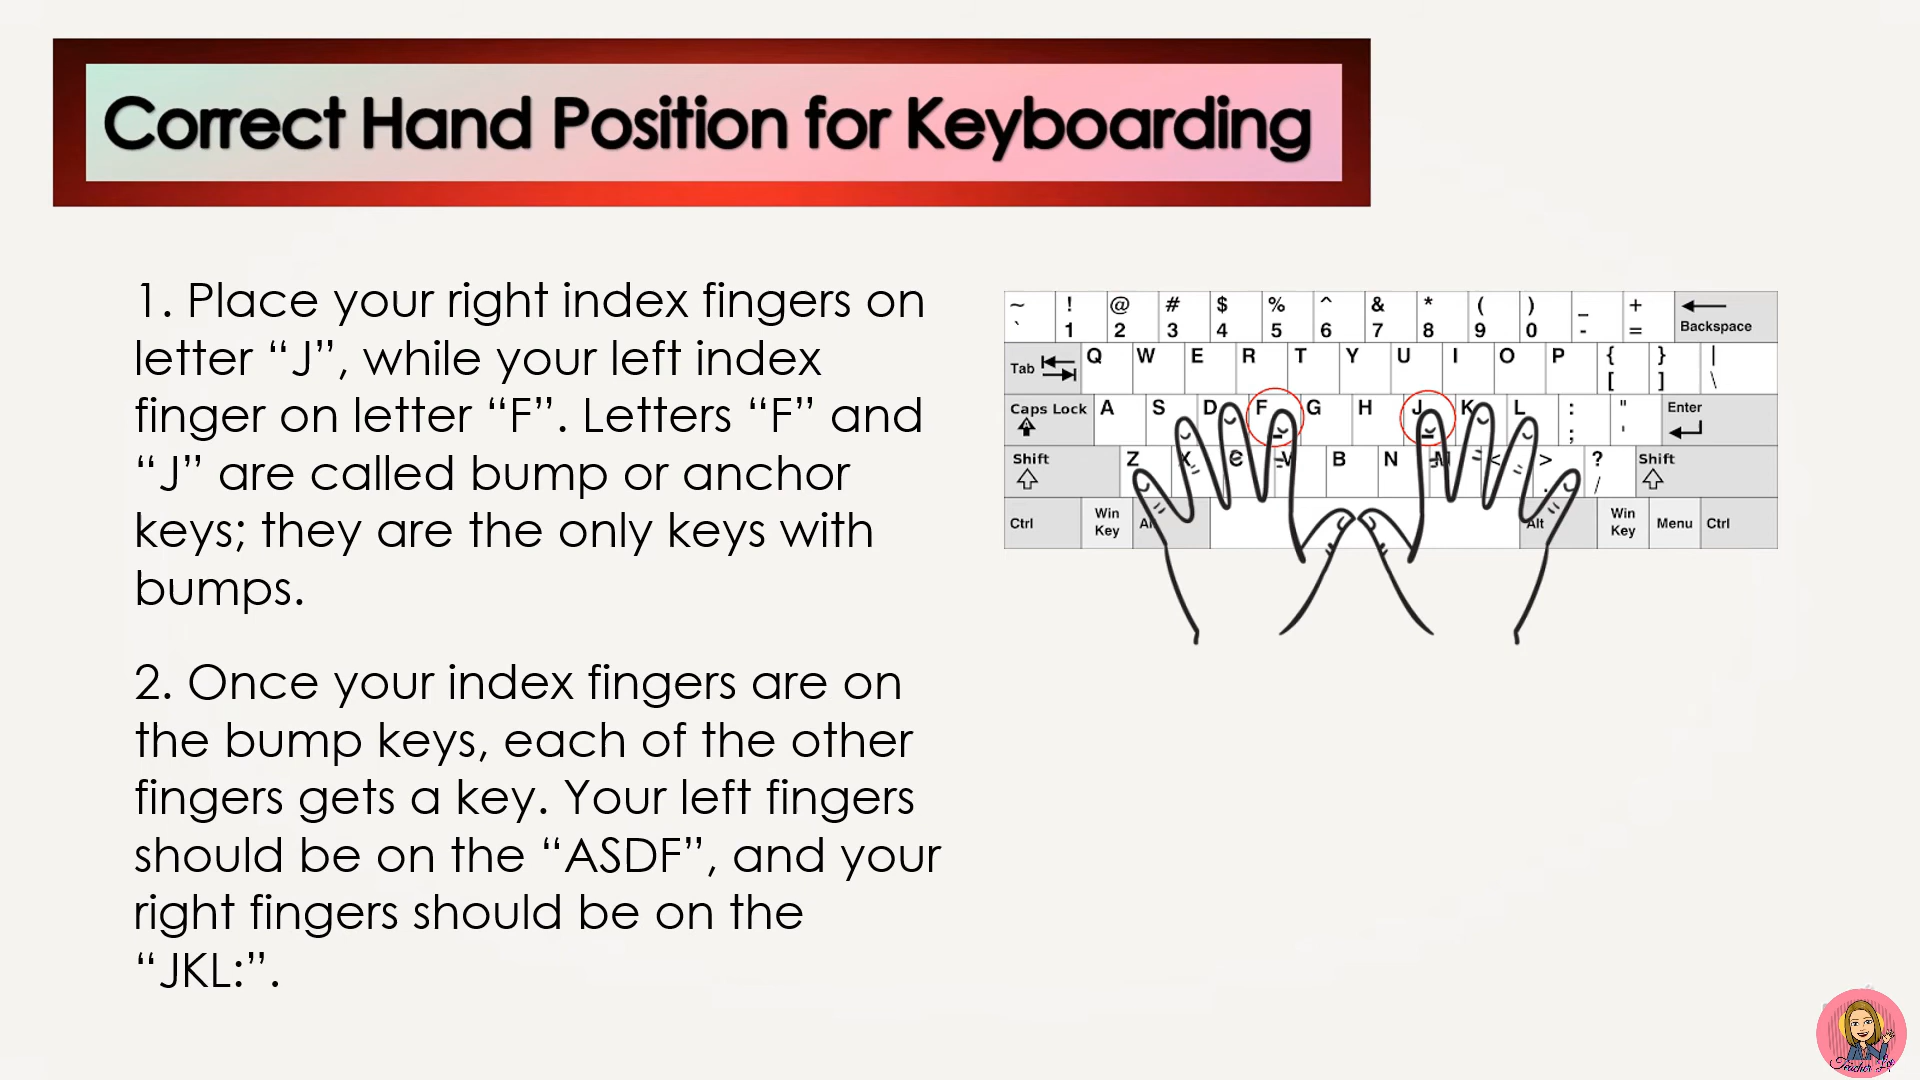 Correct Hand Position for Keyboarding
1. Place your right index fingers on
letter “J”, while your left index
finger on letter “F”. Letters “F” and
“J” are called bump or anchor
keys; they are the only keys with
bumps.
2. Once your index fingers are on
the bump keys, each of the other
fingers gets a key. Your left fingers
should be on the “ASDF”, and your
right fingers should be on the
“JKL:”.
~ ! @ # $ % ^ & * ( ) _ +
` 1 2 3 4 5 6 7 8 9 0 - = Backspace
Tab Q W E R T Y U I O P { } |
[ ] \
Caps Lock A S D F G H J K L : " Enter
; '
Shift Z X C V B N M < > ? Shift
. /
Ctrl Win Key Alt Alt Win Key Menu Ctrl